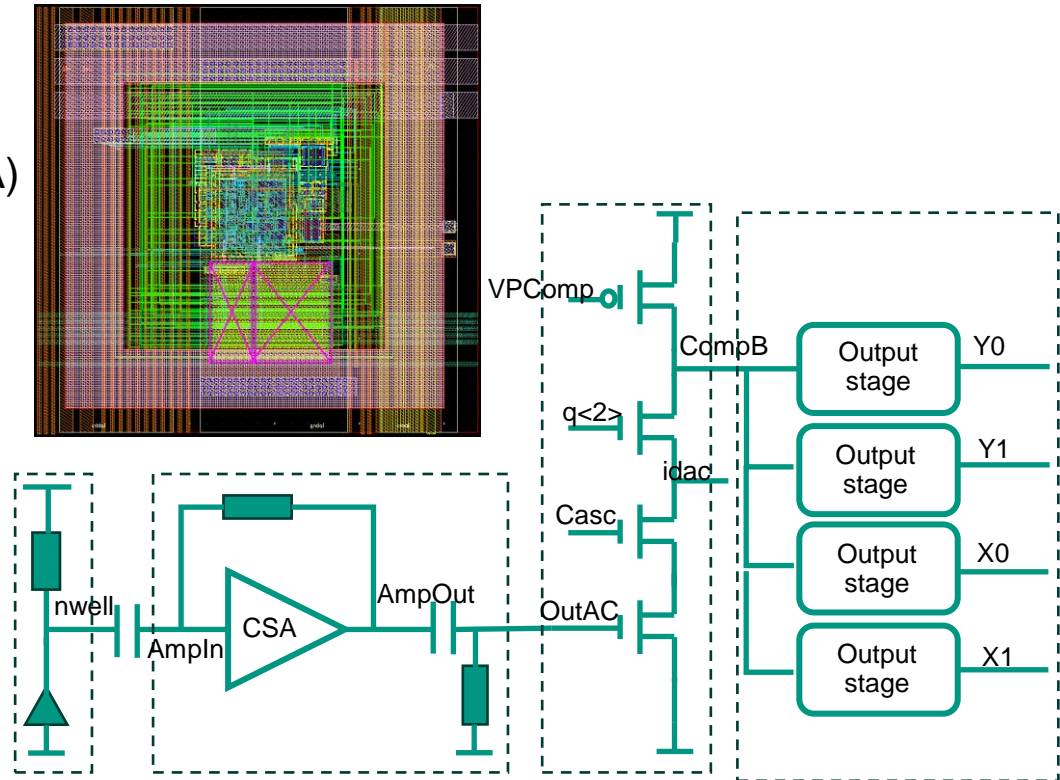 A)
VPComp
CompB
Output
stage
Y0
q<2>
idac
Output
stage
Y1
Casc
Output
stage
X0
nwell
AmpIn
CSA
AmpOut
OutAC
Output
stage
X1